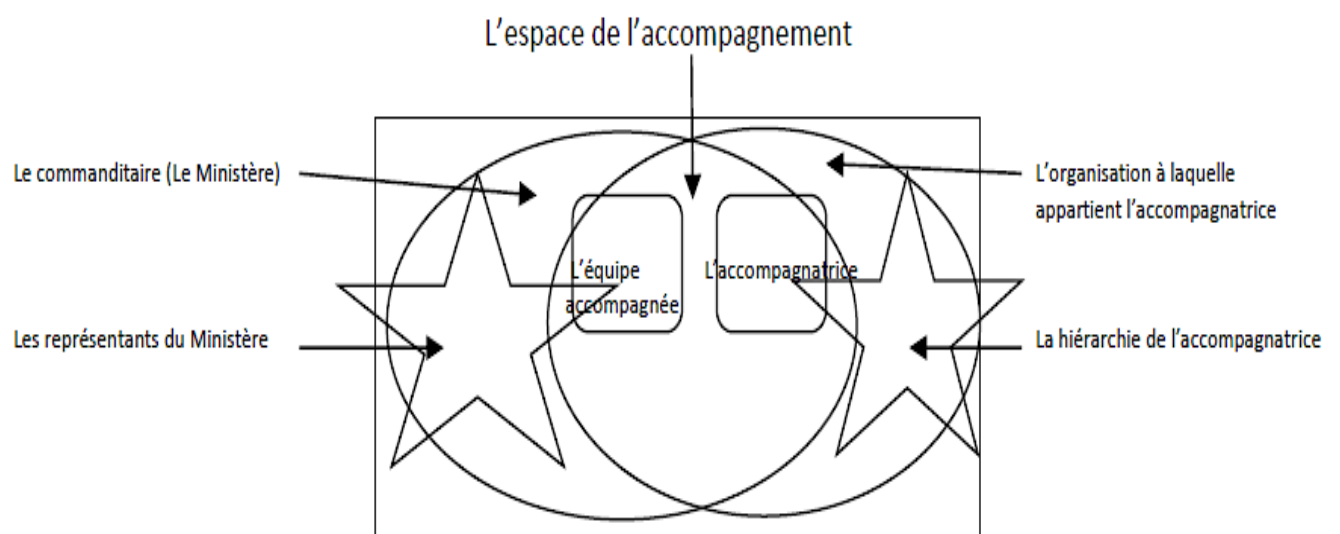 L’espace de l’accompagnement
Le commanditaire (Le Ministère)
L’organisation à laquelle
appartient l’accompagnatrice
L’équipe
accompagnée
L’accompagnatrice
Les représentants du Ministère
La hiérarchie de l’accompagnatrice